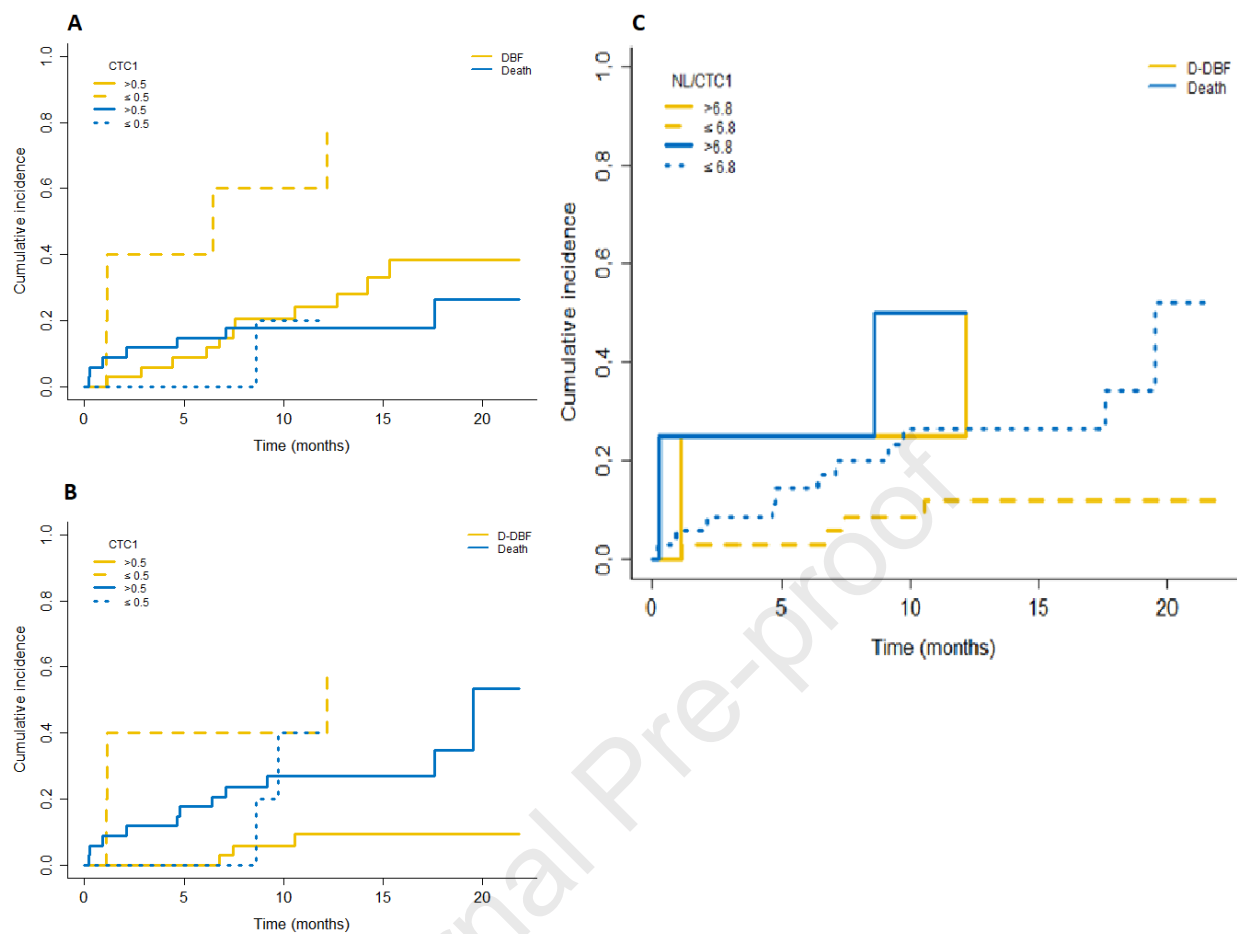 A
CTC1
>0.5
≤ 0.5
>0.5
≤ 0.5
DBF
Death
Cumulative incidence
0.0 0.2 0.4 0.6 0.8 1.0
0 5 10 15 20
Time (months)
B
CTC1
>0.5
≤ 0.5
>0.5
≤ 0.5
D-DBF
Death
Cumulative incidence
0.0 0.2 0.4 0.6 0.8 1.0
0 5 10 15 20
Time (months)
C
NL/CTC1
>6.8
≤ 6.8
>6.8
≤ 6.8
D-DBF
Death
Cumulative incidence
0.0 0.2 0.4 0.6 0.8 1.0
0 5 10 15 20
Time (months)
rnal Pre-proof